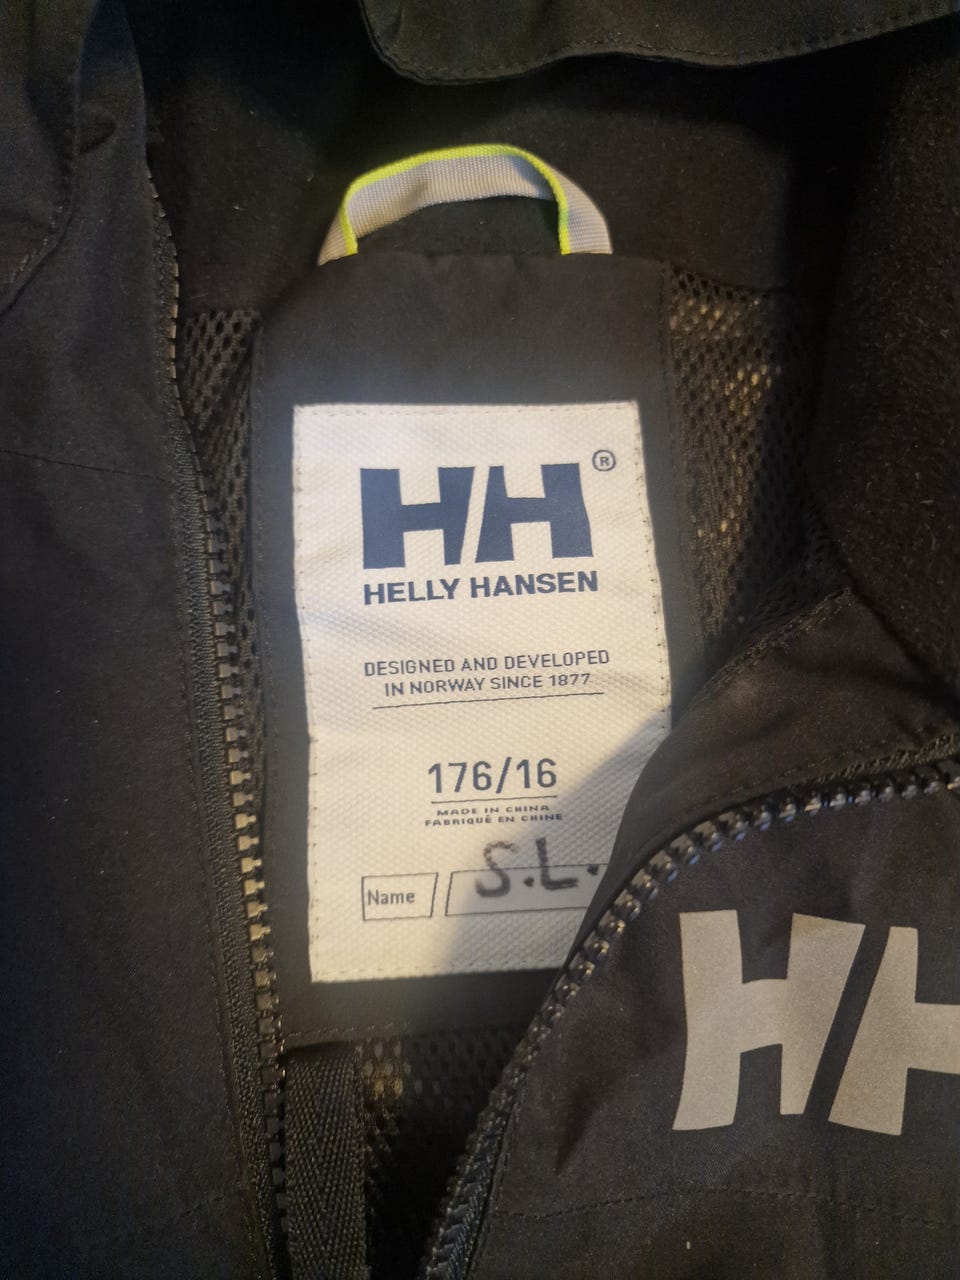 HH®
HELLY HANSEN
DESIGNED AND DEVELOPED
IN NORWAY SINCE 1877
176/16
MADE IN CHINA
FABRIQUÉ EN CHINE
Name S.L.
HH